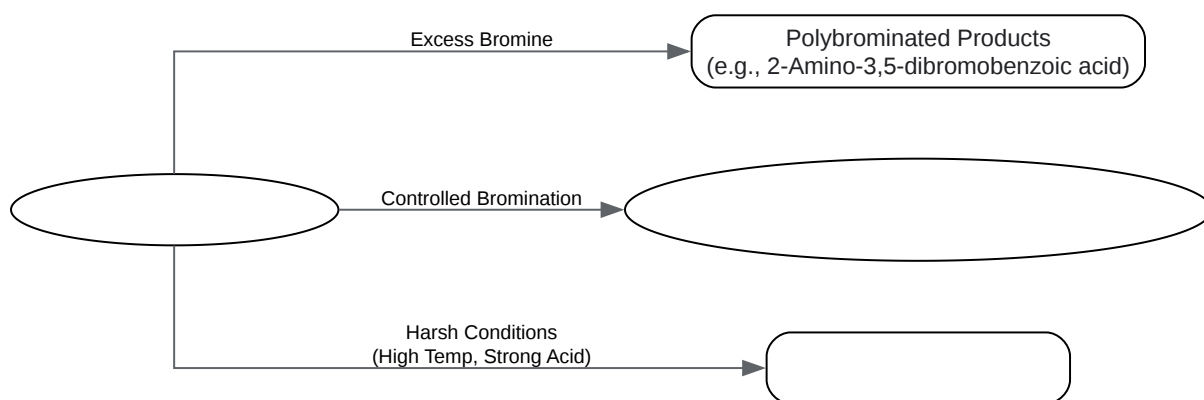 Excess Bromine
Polybrominated Products
(e.g., 2-Amino-3,5-dibromobenzoic acid)
Controlled Bromination
Harsh Conditions
(High Temp, Strong Acid)